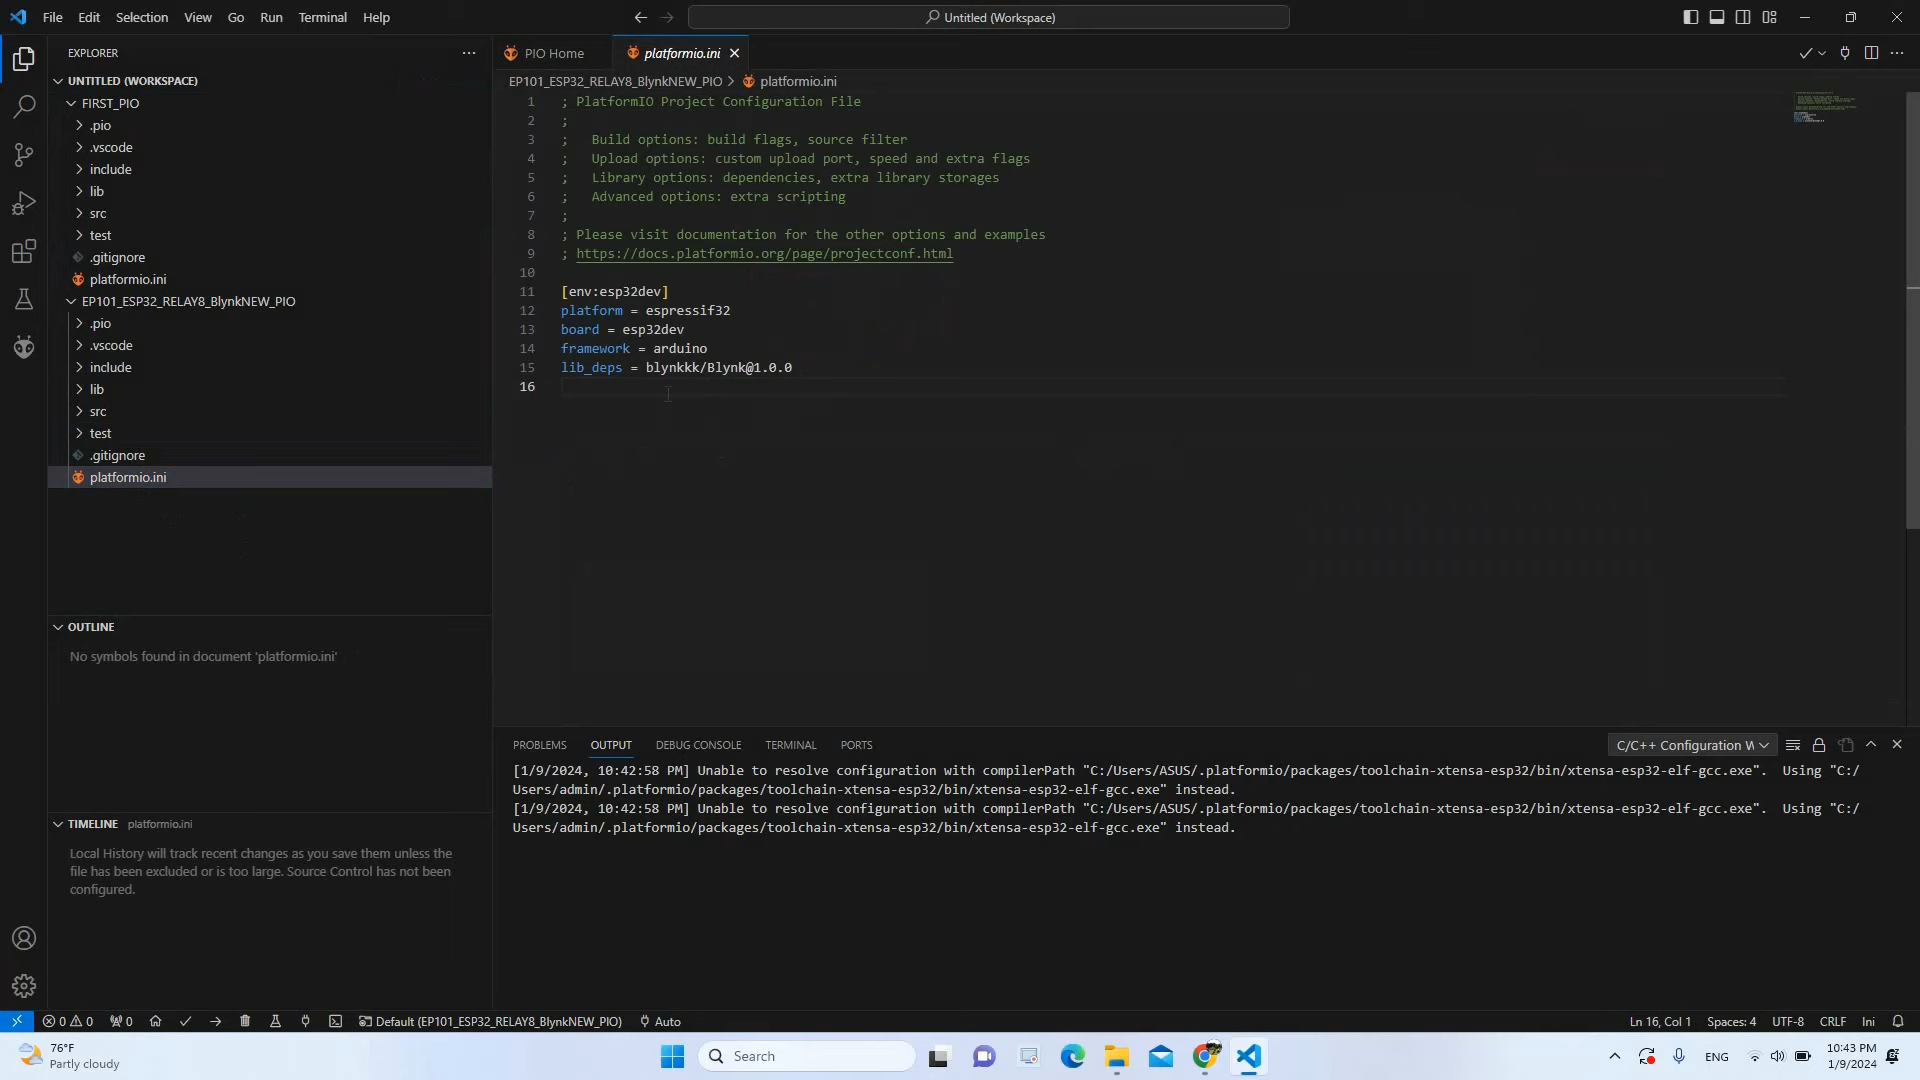 File Edit Selection View Go Run Terminal Help
Untitled (Workspace)
EXPLORER
UNTITLED (WORKSPACE)
FIRST_PIO
.pio
.vscode
include
lib
src
test
.gitignore
platformio.ini
EP101_ESP32_RELAY8_BlynkNEW_PIO
.pio
.vscode
include
lib
src
test
.gitignore
platformio.ini
OUTLINE
No symbols found in document 'platformio.ini'
TIMELINE platformio.ini
Local History will track recent changes as you save them unless the
file has been excluded or is too large. Source Control has not been
configured.
PIO Home platformio.ini
EP101_ESP32_RELAY8_BlynkNEW_PIO > platformio.ini
1 ; PlatformIO Project Configuration File
2 ;
3 ; Build options: build flags, source filter
4 ; Upload options: custom upload port, speed and extra flags
5 ; Library options: dependencies, extra library storages
6 ; Advanced options: extra scripting
7 ;
8 ; Please visit documentation for the other options and examples
9 ; https://docs.platformio.org/page/projectconf.html
10
11 [env:esp32dev]
12 platform = espressif32
13 board = esp32dev
14 framework = arduino
15 lib_deps = blynkkk/Blynk@1.0.0
16
PROBLEMS OUTPUT DEBUG CONSOLE TERMINAL PORTS
C/C++ Configuration W
[1/9/2024, 10:42:58 PM] Unable to resolve configuration with compilerPath "C:/Users/ASUS/.platformio/packages/toolchain-xtensa-esp32/bin/xtensa-esp32-elf-gcc.exe". Using "C:/
Users/admin/.platformio/packages/toolchain-xtensa-esp32/bin/xtensa-esp32-elf-gcc.exe" instead.
[1/9/2024, 10:42:58 PM] Unable to resolve configuration with compilerPath "C:/Users/ASUS/.platformio/packages/toolchain-xtensa-esp32/bin/xtensa-esp32-elf-gcc.exe". Using "C:/
Users/admin/.platformio/packages/toolchain-xtensa-esp32/bin/xtensa-esp32-elf-gcc.exe" instead.
0 0 0 Default (EP101_ESP32_RELAY8_BlynkNEW_PIO) Auto
Ln 16, Col 1 Spaces: 4 UTF-8 CRLF Ini
76°F
Partly cloudy
Search
ENG
10:43 PM
1/9/2024